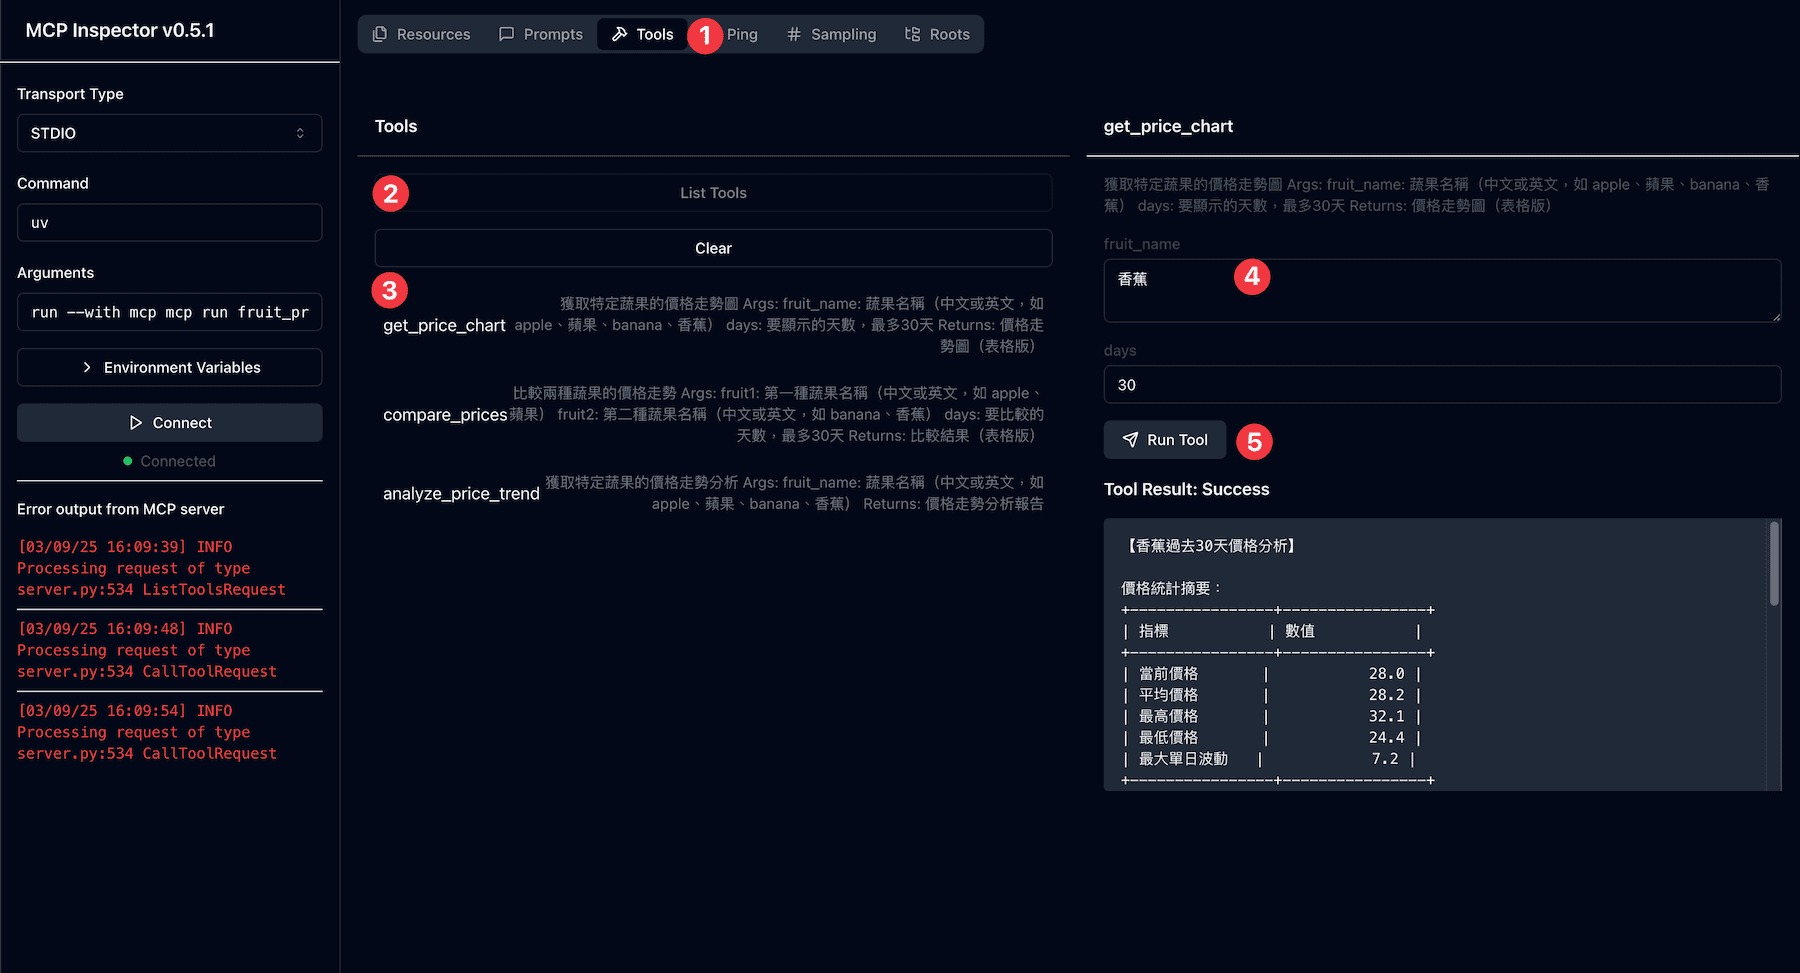 MCP Inspector v0.5.1
Transport Type
STDIO
Command
uv
Arguments
run --with mcp mcp run fruit_pr
Environment Variables
Connect
Connected
Error output from MCP server
[03/09/25 16:09:39] INFO
Processing request of type
server.py:534 ListToolsRequest
[03/09/25 16:09:48] INFO
Processing request of type
server.py:534 CallToolRequest
[03/09/25 16:09:54] INFO
Processing request of type
server.py:534 CallToolRequest
Resources Prompts Tools 1 Ping # Sampling Roots
Tools
2 List Tools
Clear
3
get_price_chart
獲取特定蔬果的價格走勢圖 Args: fruit_name: 蔬果名稱（中文或英文，如
apple、蘋果、banana、香蕉） days: 要顯示的天數，最多30天 Returns: 價格走
勢圖（表格版）
compare_prices
比較兩種蔬果的價格走勢 Args: fruit1: 第一種蔬果名稱（中文或英文，如 apple、
蘋果） fruit2: 第二種蔬果名稱（中文或英文，如 banana、香蕉） days: 要比較的
天數，最多30天 Returns: 比較結果（表格版）
analyze_price_trend
獲取特定蔬果的價格走勢分析 Args: fruit_name: 蔬果名稱（中文或英文，如
apple、蘋果、banana、香蕉） Returns: 價格走勢分析報告
get_price_chart
獲取特定蔬果的價格走勢圖 Args: fruit_name: 蔬果名稱（中文或英文，如 apple、蘋果、banana、香
蕉） days: 要顯示的天數，最多30天 Returns: 價格走勢圖（表格版）
fruit_name
香蕉 4
days
30
Run Tool 5
Tool Result: Success
【香蕉過去30天價格分析】
價格統計摘要：
+----------------+----------------+
| 指標 | 數值 |
+----------------+----------------+
| 當前價格 | 28.0 |
| 平均價格 | 28.2 |
| 最高價格 | 32.1 |
| 最低價格 | 24.4 |
| 最大單日波動 | 7.2 |
+----------------+----------------+